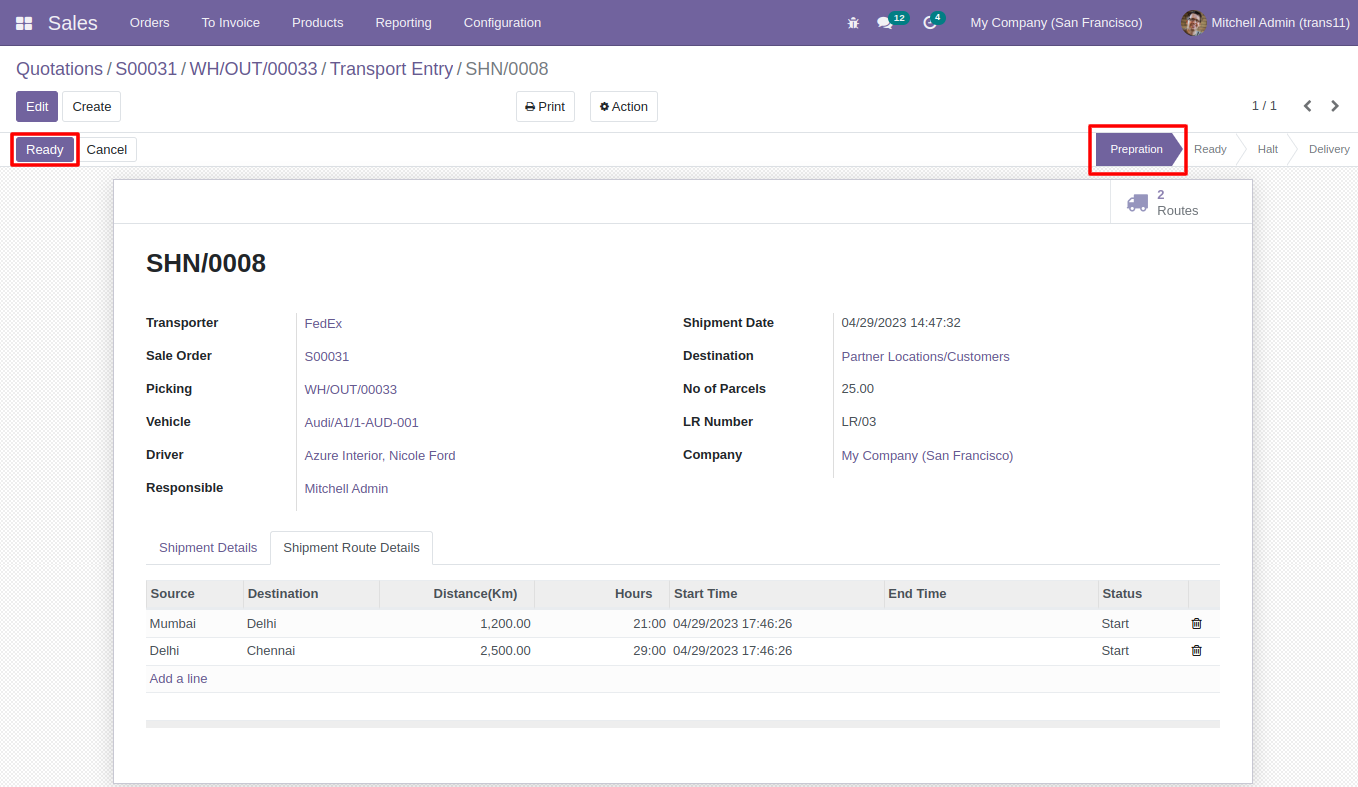 Sales Orders To Invoice Products Reporting Configuration 12 4 My Company (San Francisco) Mitchell Admin (trans11)
Quotations / S00031 / WH/OUT/00033 / Transport Entry / SHN/0008
Edit Create Print Action 1 / 1
Ready Cancel Prepration Ready Halt Delivery
2
Routes
SHN/0008
Transporter FedEx Shipment Date 04/29/2023 14:47:32
Sale Order S00031 Destination Partner Locations/Customers
Picking WH/OUT/00033 No of Parcels 25.00
Vehicle Audi/A1/1-AUD-001 LR Number LR/03
Driver Azure Interior, Nicole Ford Company My Company (San Francisco)
Responsible Mitchell Admin
Shipment Details Shipment Route Details
Source Destination Distance(Km) Hours Start Time End Time Status
Mumbai Delhi 1,200.00 21:00 04/29/2023 17:46:26 Start
Delhi Chennai 2,500.00 29:00 04/29/2023 17:46:26 Start
Add a line